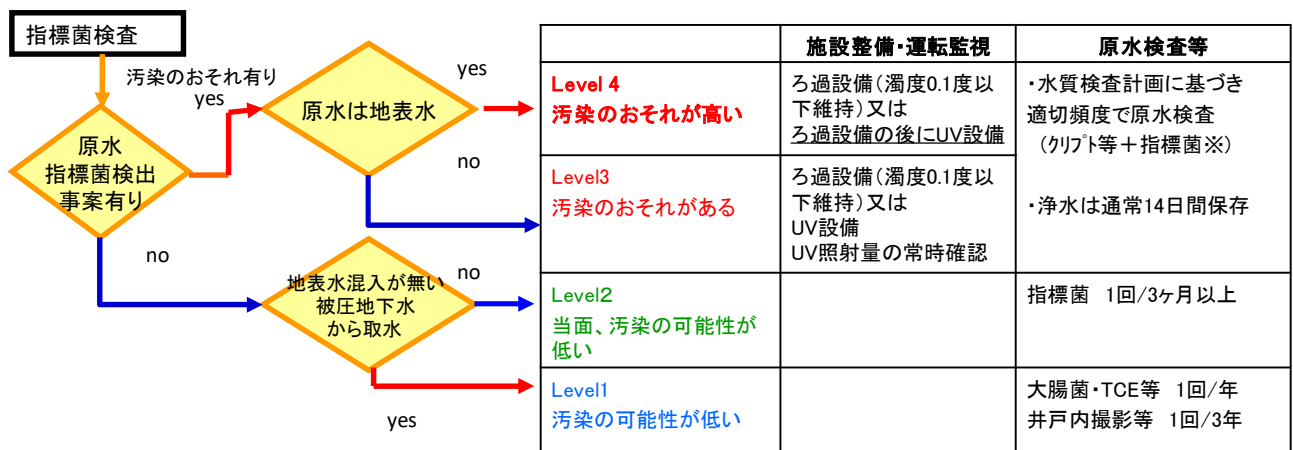 指標菌検査
汚染のおそれ有り
yes
原水
指標菌検出
事案有り
no
原水は地表水
yes
no
地表水混入が無い
被圧地下水
から取水
no
yes
施設整備・運転監視
原水検査等
Level 4
汚染のおそれが高い
ろ過設備（濁度0.1度以
下維持）又は
ろ過設備の後にUV設備
・水質検査計画に基づき
適切頻度で原水検査
（ｸﾘﾌﾟﾄ等＋指標菌※）
・浄水は通常14日間保存
Level3
汚染のおそれがある
ろ過設備（濁度0.1度以
下維持）又は
UV設備
UV照射量の常時確認
Level2
当面、汚染の可能性が
低い
指標菌 1回/3ヶ月以上
Level1
汚染の可能性が低い
大腸菌・TCE等 1回/年
井戸内撮影等 1回/3年